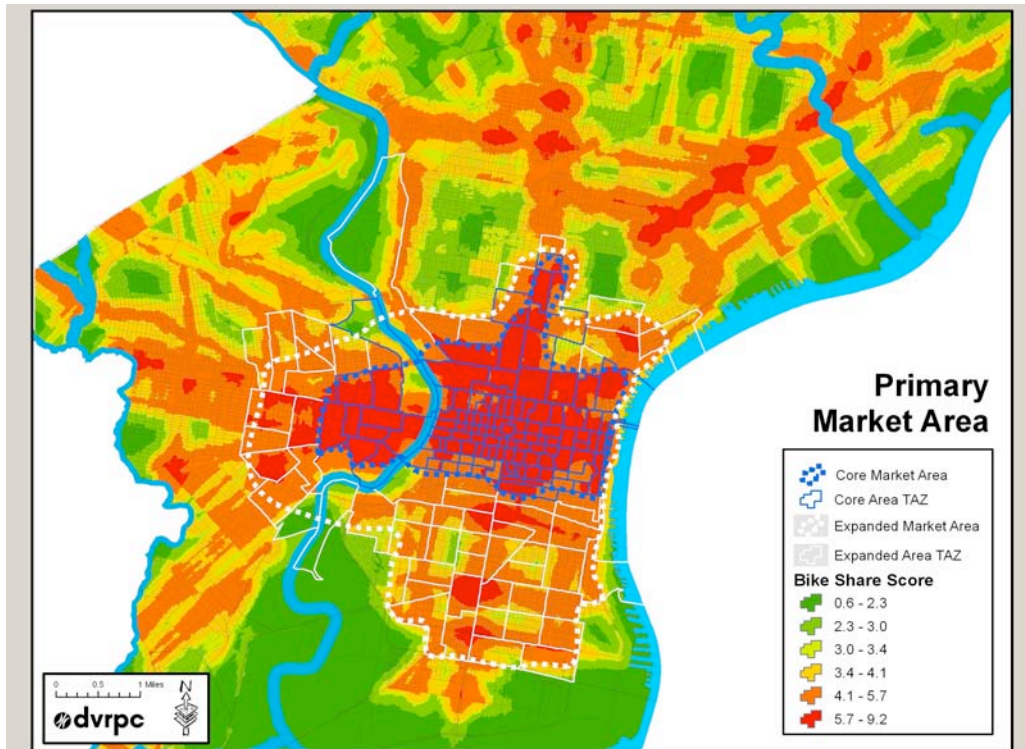 Primary
Market Area
Core Market Area
Core Area TAZ
Expanded Market Area
Expanded Area TAZ
Bike Share Score
0.6 - 2.3
2.3 - 3.0
3.0 - 3.4
3.4 - 4.1
4.1 - 5.7
5.7 - 9.2
0 0.5 1 Miles
N
dvrpc